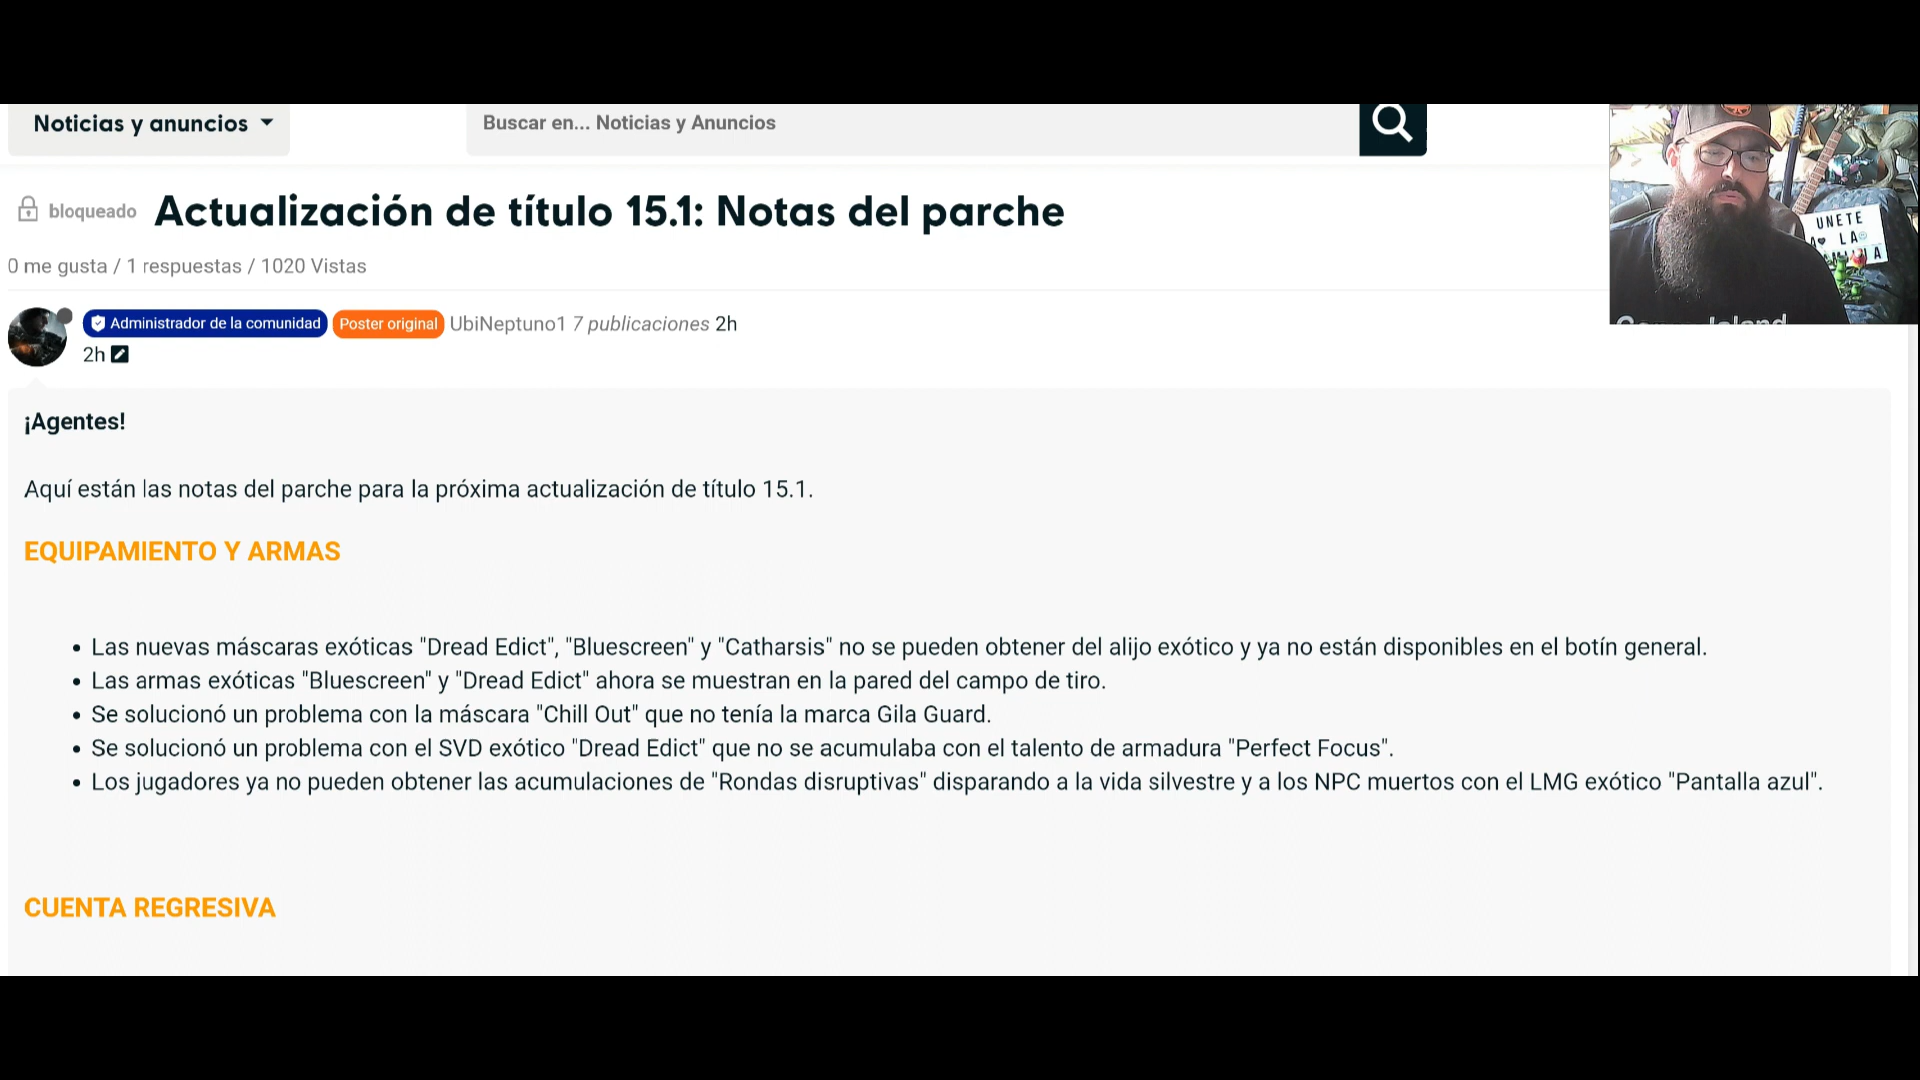 Noticias y anuncios
Buscar en... Noticias y Anuncios
bloqueado Actualización de título 15.1: Notas del parche
0 me gusta / 1 respuestas / 1020 Vistas
Administrador de la comunidad Poster original UbiNeptuno1 7 publicaciones 2h
2h
¡Agentes!
Aquí están las notas del parche para la próxima actualización de título 15.1.
EQUIPAMIENTO Y ARMAS
• Las nuevas máscaras exóticas "Dread Edict", "Bluescreen" y "Catharsis" no se pueden obtener del alijo exótico y ya no están disponibles en el botín general.
• Las armas exóticas "Bluescreen" y "Dread Edict" ahora se muestran en la pared del campo de tiro.
• Se solucionó un problema con la máscara "Chill Out" que no tenía la marca Gila Guard.
• Se solucionó un problema con el SVD exótico "Dread Edict" que no se acumulaba con el talento de armadura "Perfect Focus".
• Los jugadores ya no pueden obtener las acumulaciones de "Rondas disruptivas" disparando a la vida silvestre y a los NPC muertos con el LMG exótico "Pantalla azul".
CUENTA REGRESIVA
UNETE
A LA